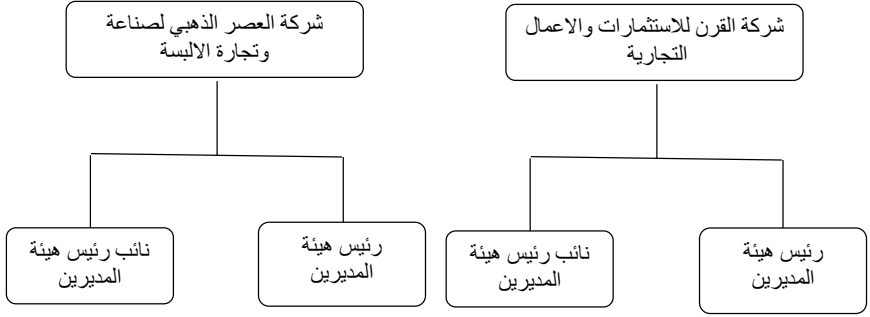 شركة القرن للاستثمارات والاعمال
التجارية
شركة العصر الذهبي لصناعة
وتجارة الالبسة
رئيس هيئة
المديرين
نائب رئيس هيئة
المديرين
رئيس هيئة
المديرين
نائب رئيس هيئة
المديرين